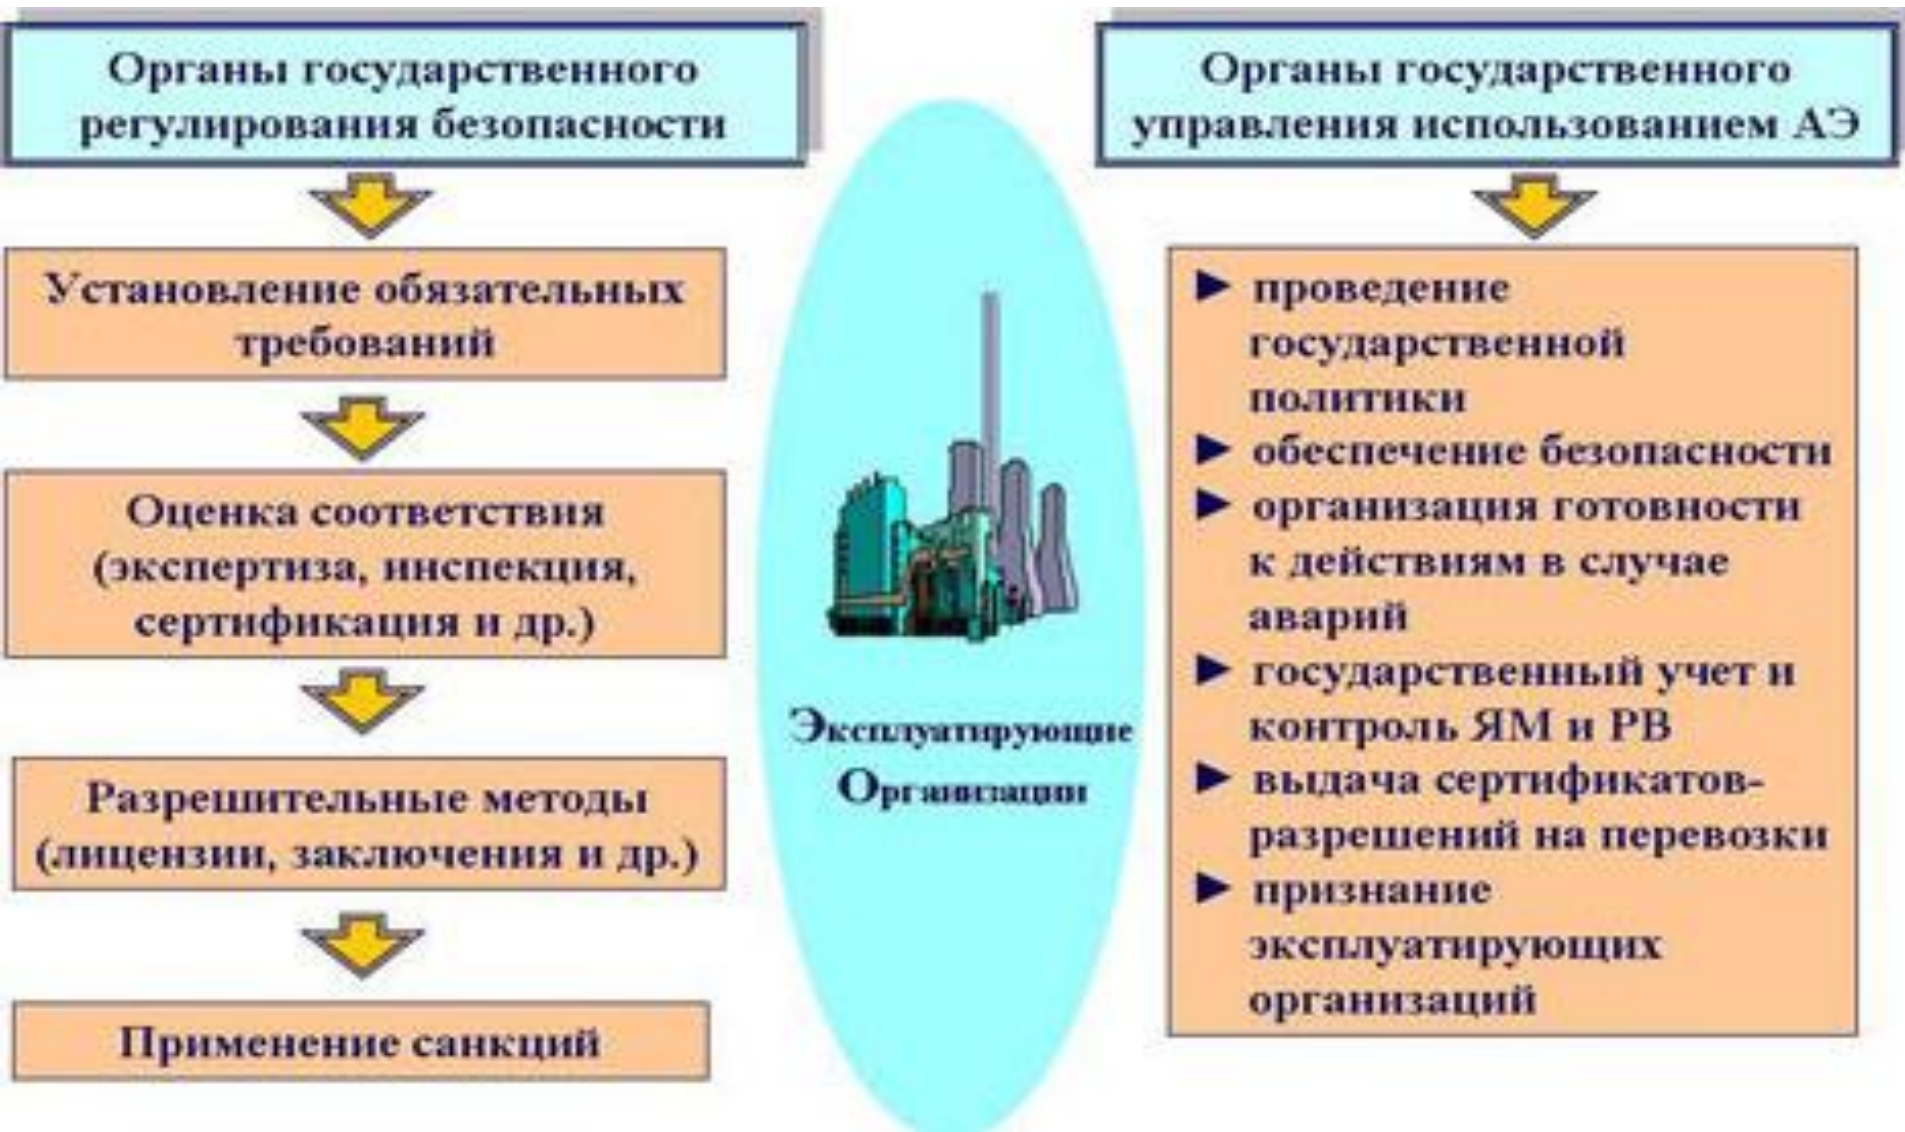 Органы государственного
регулирования безопасности
Установление обязательных
требований
Оценка соответствия
(экспертиза, инспекция,
сертификация и др.)
Разрешительные методы
(лицензии, заключения и др.)
Применение санкций
Эксплуатирующие
Организации
Органы государственного
управления использованием АЭ
► проведение
государственной
политики
► обеспечение безопасности
► организация готовности
к действиям в случае
аварий
► государственный учет и
контроль ЯМ и РВ
► выдача сертификатов-
разрешений на перевозки
► признание
эксплуатирующих
организаций